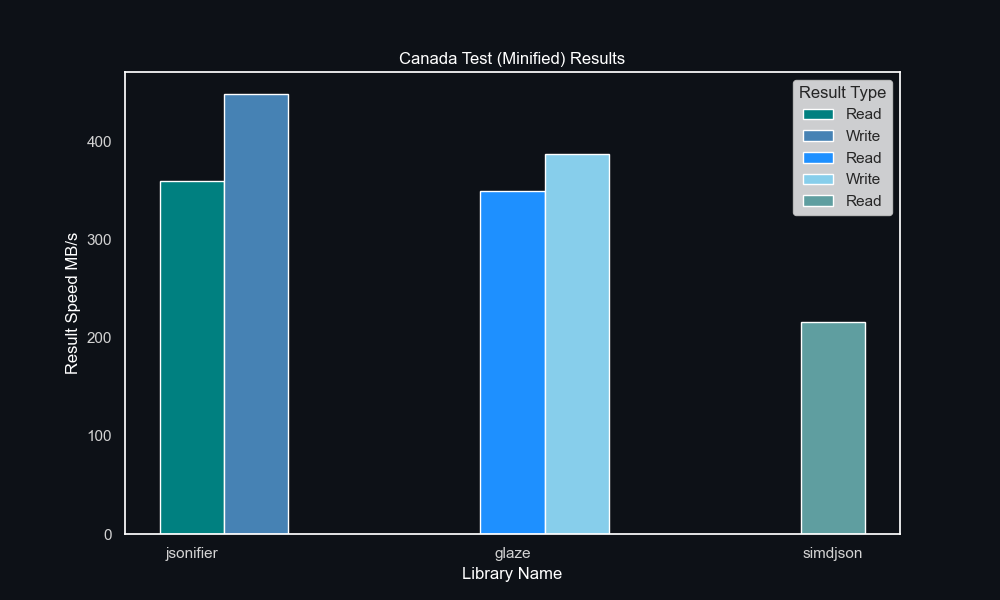 Canada Test (Minified) Results
Result Type
Read
Write
Read
Write
Read
Result Speed MB/s
400
300
200
100
0
jsonifier
glaze
simdjson
Library Name